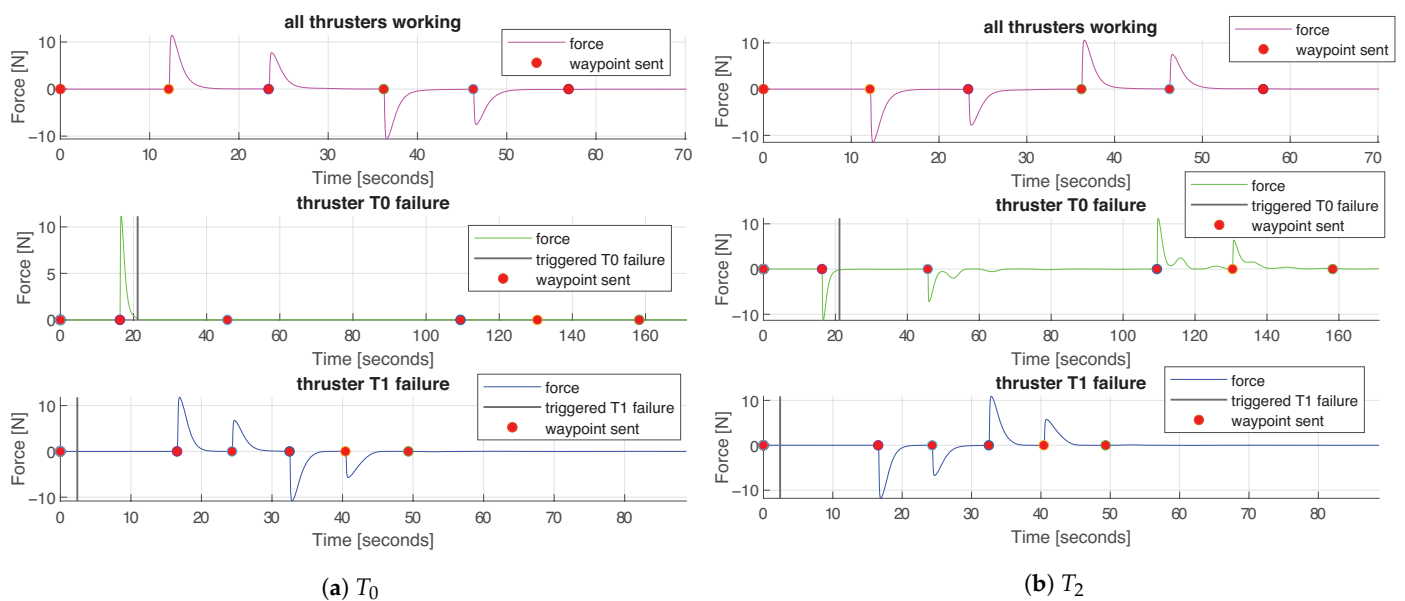 all thrusters working
10
0
−10
Force [N]
force
waypoint sent
0 10 20 30 40 50 60 70
Time [seconds]
thruster T0 failure
10
5
0
Force [N]
force
triggered T0 failure
waypoint sent
0 20 40 60 80 100 120 140 160
Time [seconds]
thruster T1 failure
10
0
−10
Force [N]
force
triggered T1 failure
waypoint sent
0 10 20 30 40 50 60 70 80
Time [seconds]
(a) T0
all thrusters working
10
0
−10
Force [N]
force
waypoint sent
0 10 20 30 40 50 60 70
Time [seconds]
thruster T0 failure
10
0
−10
Force [N]
force
triggered T0 failure
waypoint sent
0 20 40 60 80 100 120 140 160
Time [seconds]
thruster T1 failure
10
0
−10
Force [N]
force
triggered T1 failure
waypoint sent
0 10 20 30 40 50 60 70 80
Time [seconds]
(b) T2